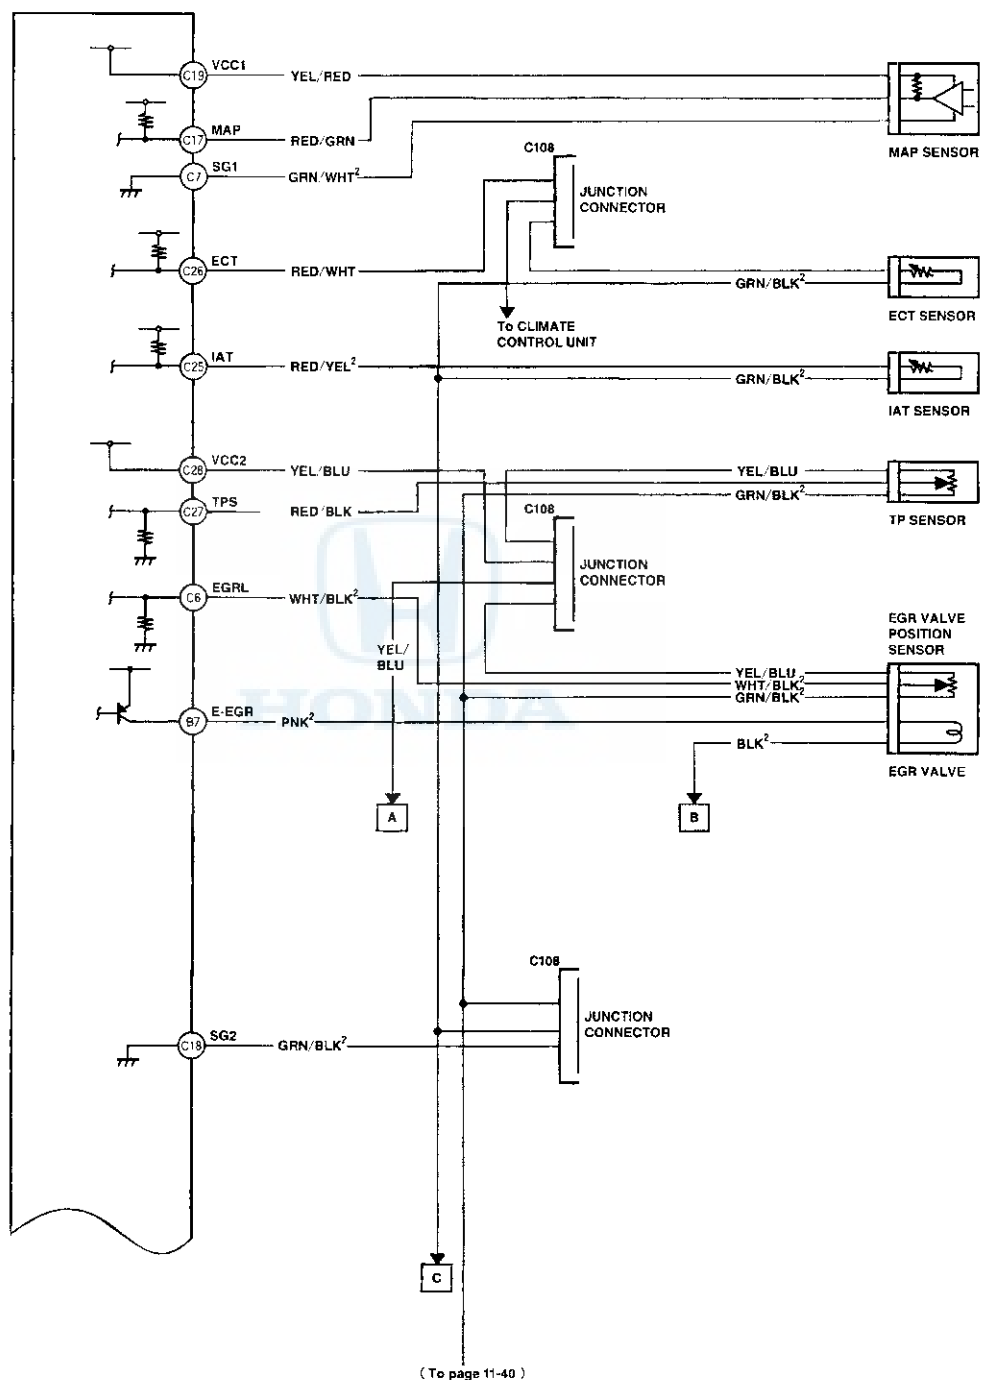 C19 VCC1 YEL/RED
MAP SENSOR
C17 MAP RED/GRN
C7 SG1 GRN/WHT²
C108
JUNCTION
CONNECTOR
C26 ECT RED/WHT
GRN/BLK²
ECT SENSOR
To CLIMATE
CONTROL UNIT
C25 IAT RED/YEL²
GRN/BLK²
IAT SENSOR
C28 VCC2 YEL/BLU
YEL/BLU
GRN/BLK²
TP SENSOR
C27 TPS RED/BLK
C108
JUNCTION
CONNECTOR
C6 EGRL WHT/BLK²
YEL/
BLU
EGR VALVE
POSITION
SENSOR
YEL/BLU
WHT/BLK²
GRN/BLK²
B7 E-EGR PNK²
HONDA
BLK²
EGR VALVE
A
B
C108
JUNCTION
CONNECTOR
C18 SG2 GRN/BLK²
C
( To page 11-40 )